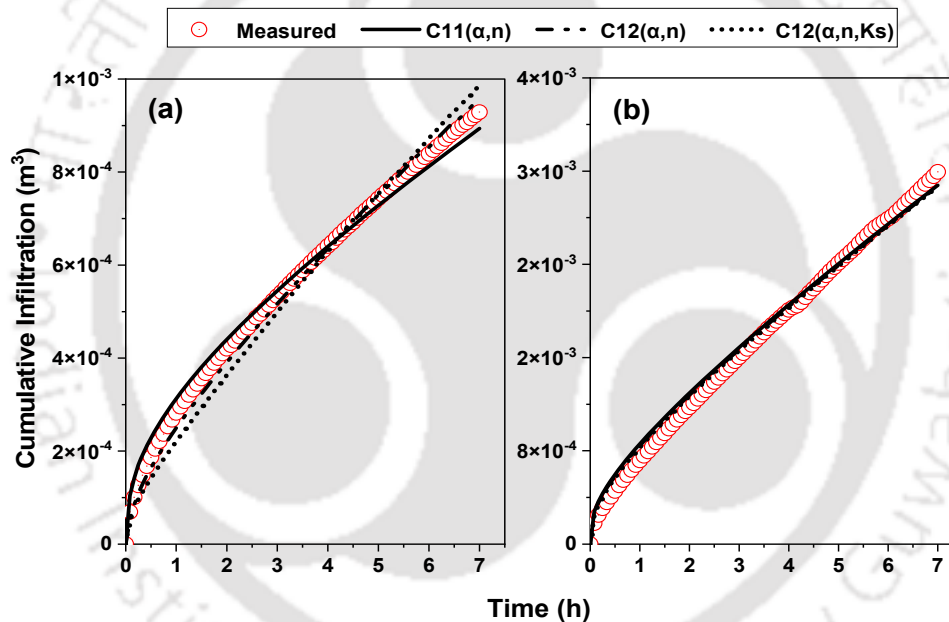 Measured C11(α,n) C12(α,n) C12(α,n,Ks)
(a) (b)
1×10⁻³
8×10⁻⁴
6×10⁻⁴
4×10⁻⁴
2×10⁻⁴
0
4×10⁻³
3×10⁻³
2×10⁻³
2×10⁻³
8×10⁻⁴
0
Cumulative Infiltration (m³)
0 1 2 3 4 5 6 7
0 1 2 3 4 5 6 7
Time (h)